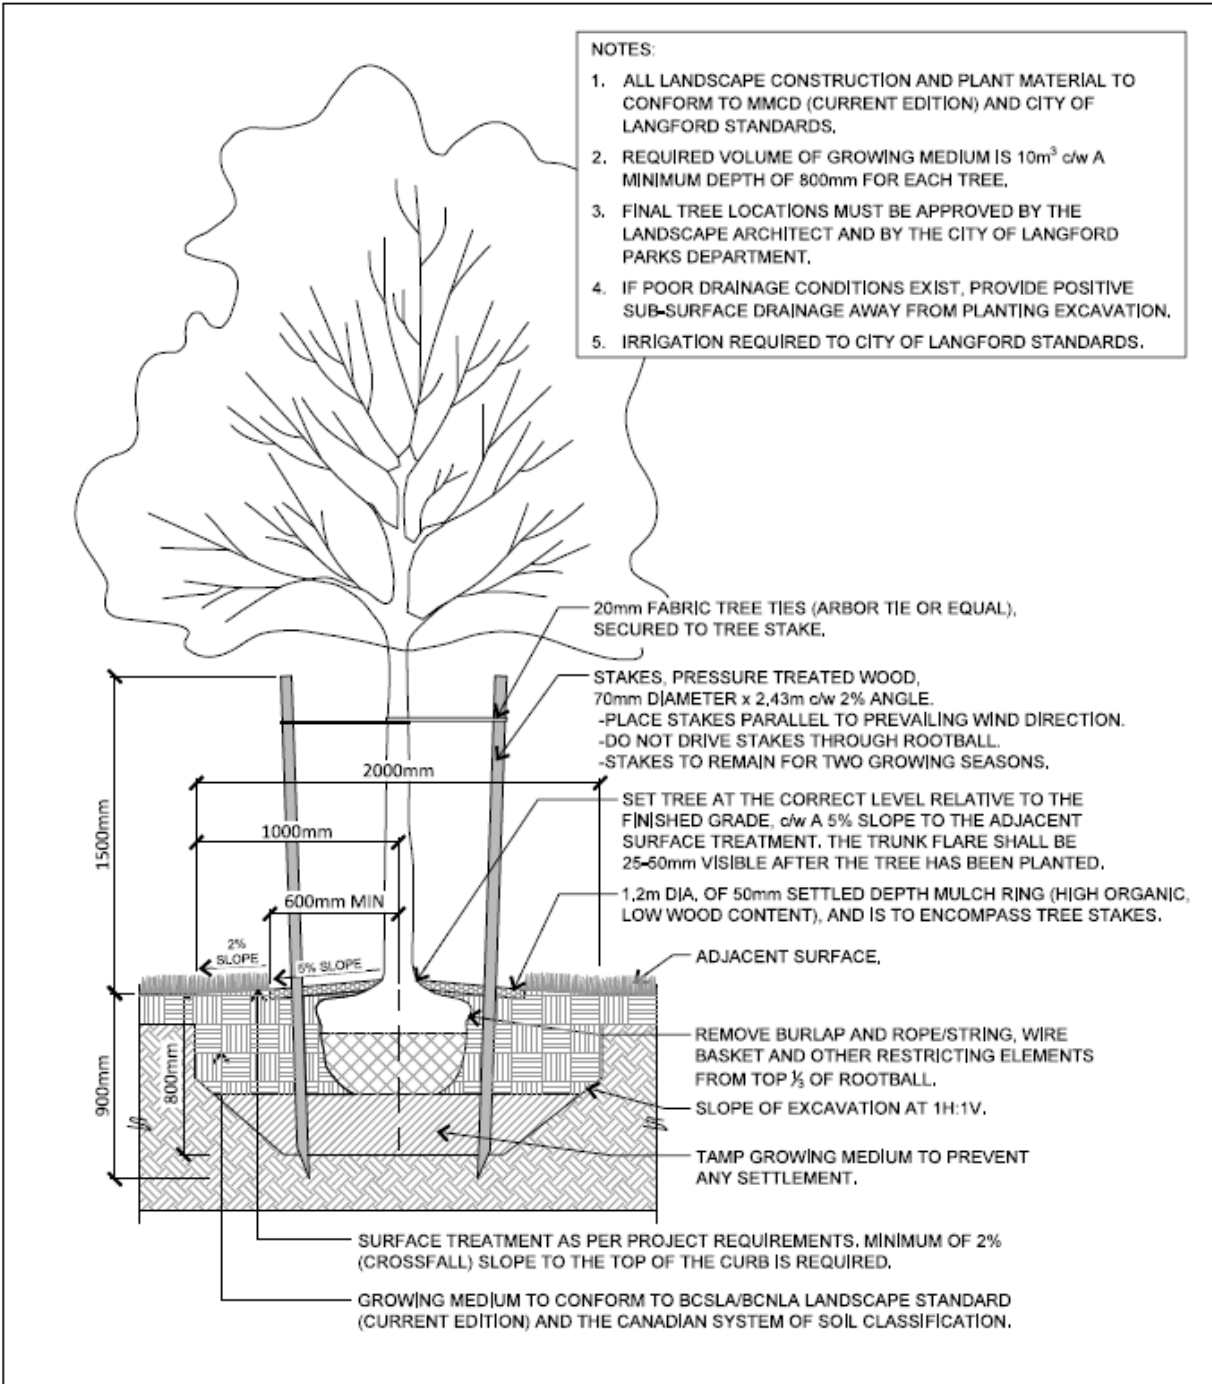 NOTES:
1. ALL LANDSCAPE CONSTRUCTION AND PLANT MATERIAL TO
CONFORM TO MMCD (CURRENT EDITION) AND CITY OF
LANGFORD STANDARDS.
2. REQUIRED VOLUME OF GROWING MEDIUM IS 10m³ c/w A
MINIMUM DEPTH OF 800mm FOR EACH TREE.
3. FINAL TREE LOCATIONS MUST BE APPROVED BY THE
LANDSCAPE ARCHITECT AND BY THE CITY OF LANGFORD
PARKS DEPARTMENT.
4. IF POOR DRAINAGE CONDITIONS EXIST, PROVIDE POSITIVE
SUB-SURFACE DRAINAGE AWAY FROM PLANTING EXCAVATION.
5. IRRIGATION REQUIRED TO CITY OF LANGFORD STANDARDS.
20mm FABRIC TREE TIES (ARBOR TIE OR EQUAL),
SECURED TO TREE STAKE.
STAKES, PRESSURE TREATED WOOD,
70mm DIAMETER x 2.43m c/w 2% ANGLE.
-PLACE STAKES PARALLEL TO PREVAILING WIND DIRECTION.
-DO NOT DRIVE STAKES THROUGH ROOTBALL.
-STAKES TO REMAIN FOR TWO GROWING SEASONS.
2000mm
1500mm
1000mm
SET TREE AT THE CORRECT LEVEL RELATIVE TO THE
FINISHED GRADE, c/w A 5% SLOPE TO THE ADJACENT
SURFACE TREATMENT. THE TRUNK FLARE SHALL BE
25-50mm VISIBLE AFTER THE TREE HAS BEEN PLANTED.
600mm MIN
1.2m DIA. OF 50mm SETTLED DEPTH MULCH RING (HIGH ORGANIC,
LOW WOOD CONTENT), AND IS TO ENCOMPASS TREE STAKES.
2%
SLOPE
5% SLOPE
ADJACENT SURFACE.
REMOVE BURLAP AND ROPE/STRING, WIRE
BASKET AND OTHER RESTRICTING ELEMENTS
FROM TOP ⅓ OF ROOTBALL.
900mm
800mm
SLOPE OF EXCAVATION AT 1H:1V.
TAMP GROWING MEDIUM TO PREVENT
ANY SETTLEMENT.
SURFACE TREATMENT AS PER PROJECT REQUIREMENTS. MINIMUM OF 2%
(CROSSFALL) SLOPE TO THE TOP OF THE CURB IS REQUIRED.
GROWING MEDIUM TO CONFORM TO BCSLA/BCNLA LANDSCAPE STANDARD
(CURRENT EDITION) AND THE CANADIAN SYSTEM OF SOIL CLASSIFICATION.